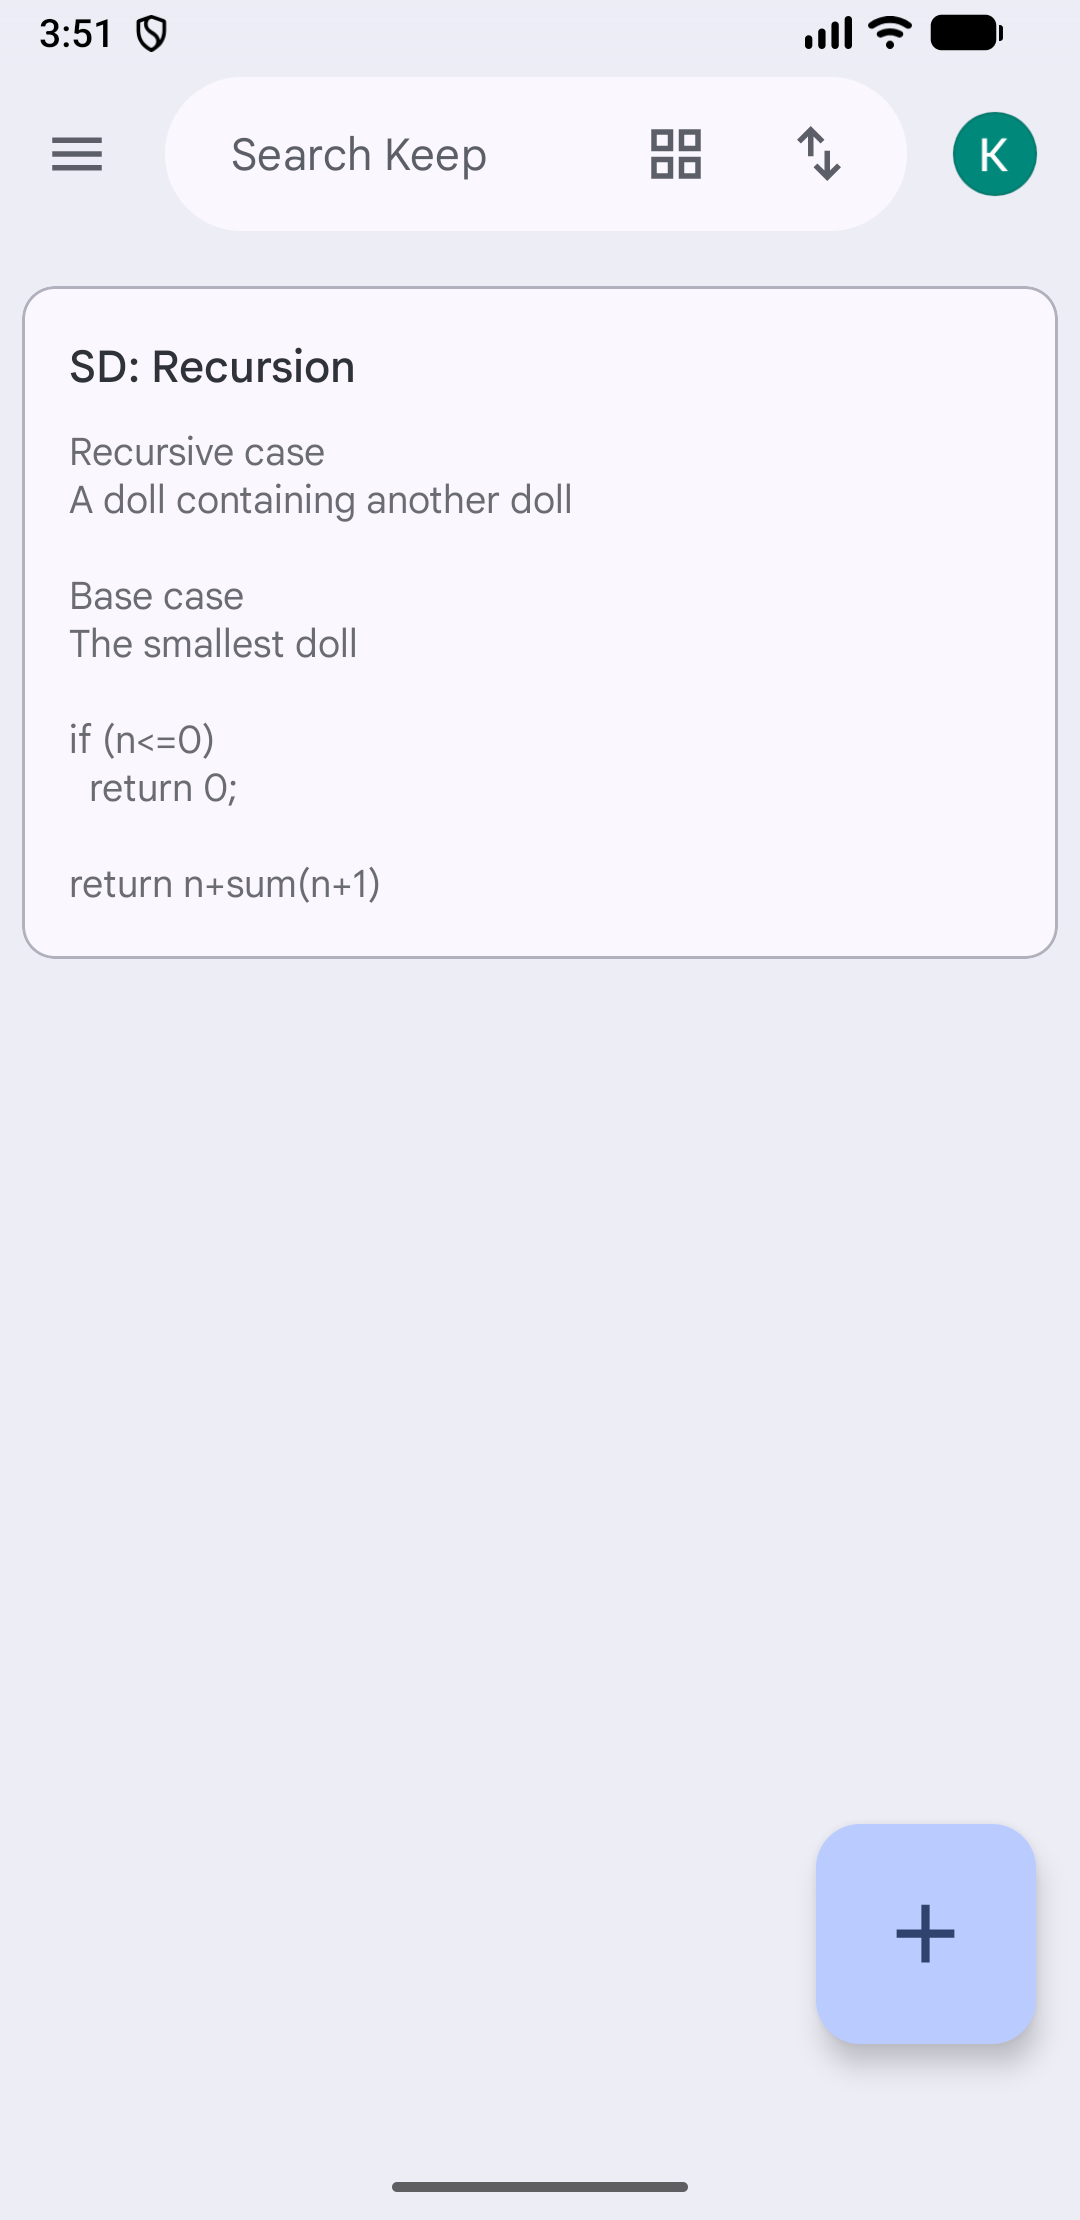 3:51
Search Keep
K
SD: Recursion
Recursive case
A doll containing another doll
Base case
The smallest doll
if (n<=0)
  return 0;
return n+sum(n+1)